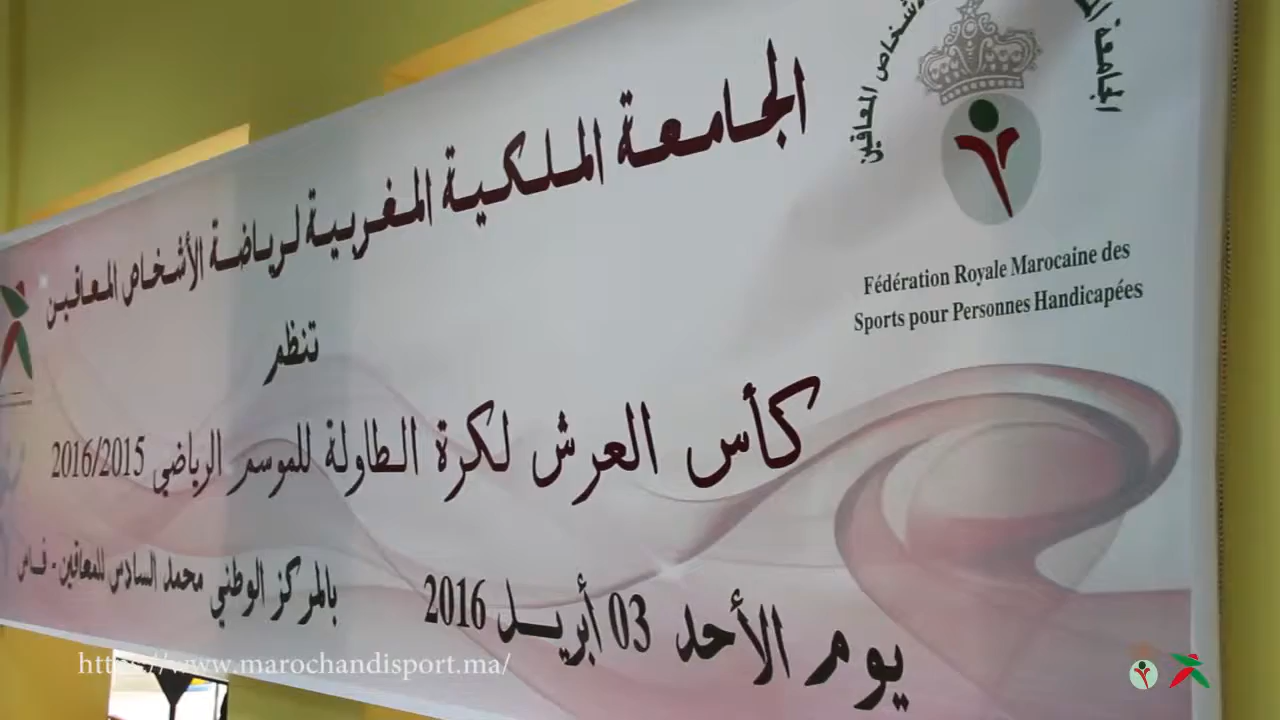 الجامعة الملكية المغربية لرياضة الأشخاص المعاقين
تنظم
كأس العرش لكرة الطاولة للموسم الرياضي 2016/2015
يوم الأحد 03 أبريل 2016 بالمركز الوطني محمد السادس للمعاقين - فاس
الأشخاص المعاقين
Fédération Royale Marocaine des
Sports pour Personnes Handicapées
https://www.marochandisport.ma/